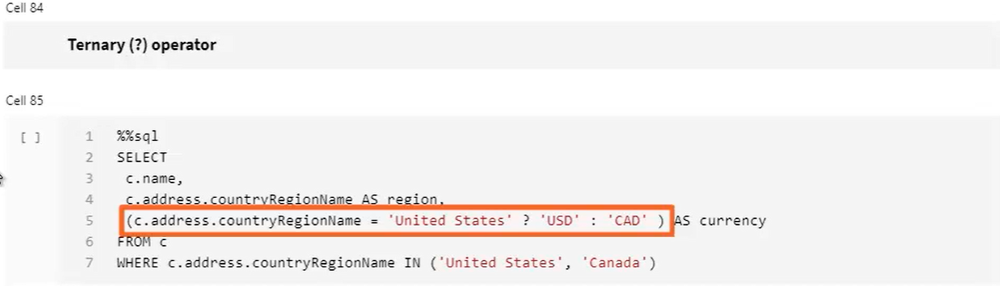 Cell 84
Ternary (?) operator
Cell 85
[ ]
1 %%sql
2 SELECT
3 c.name,
4 c.address.countryRegionName AS region,
5 (c.address.countryRegionName = 'United States' ? 'USD' : 'CAD' ) AS currency
6 FROM c
7 WHERE c.address.countryRegionName IN ('United States', 'Canada')